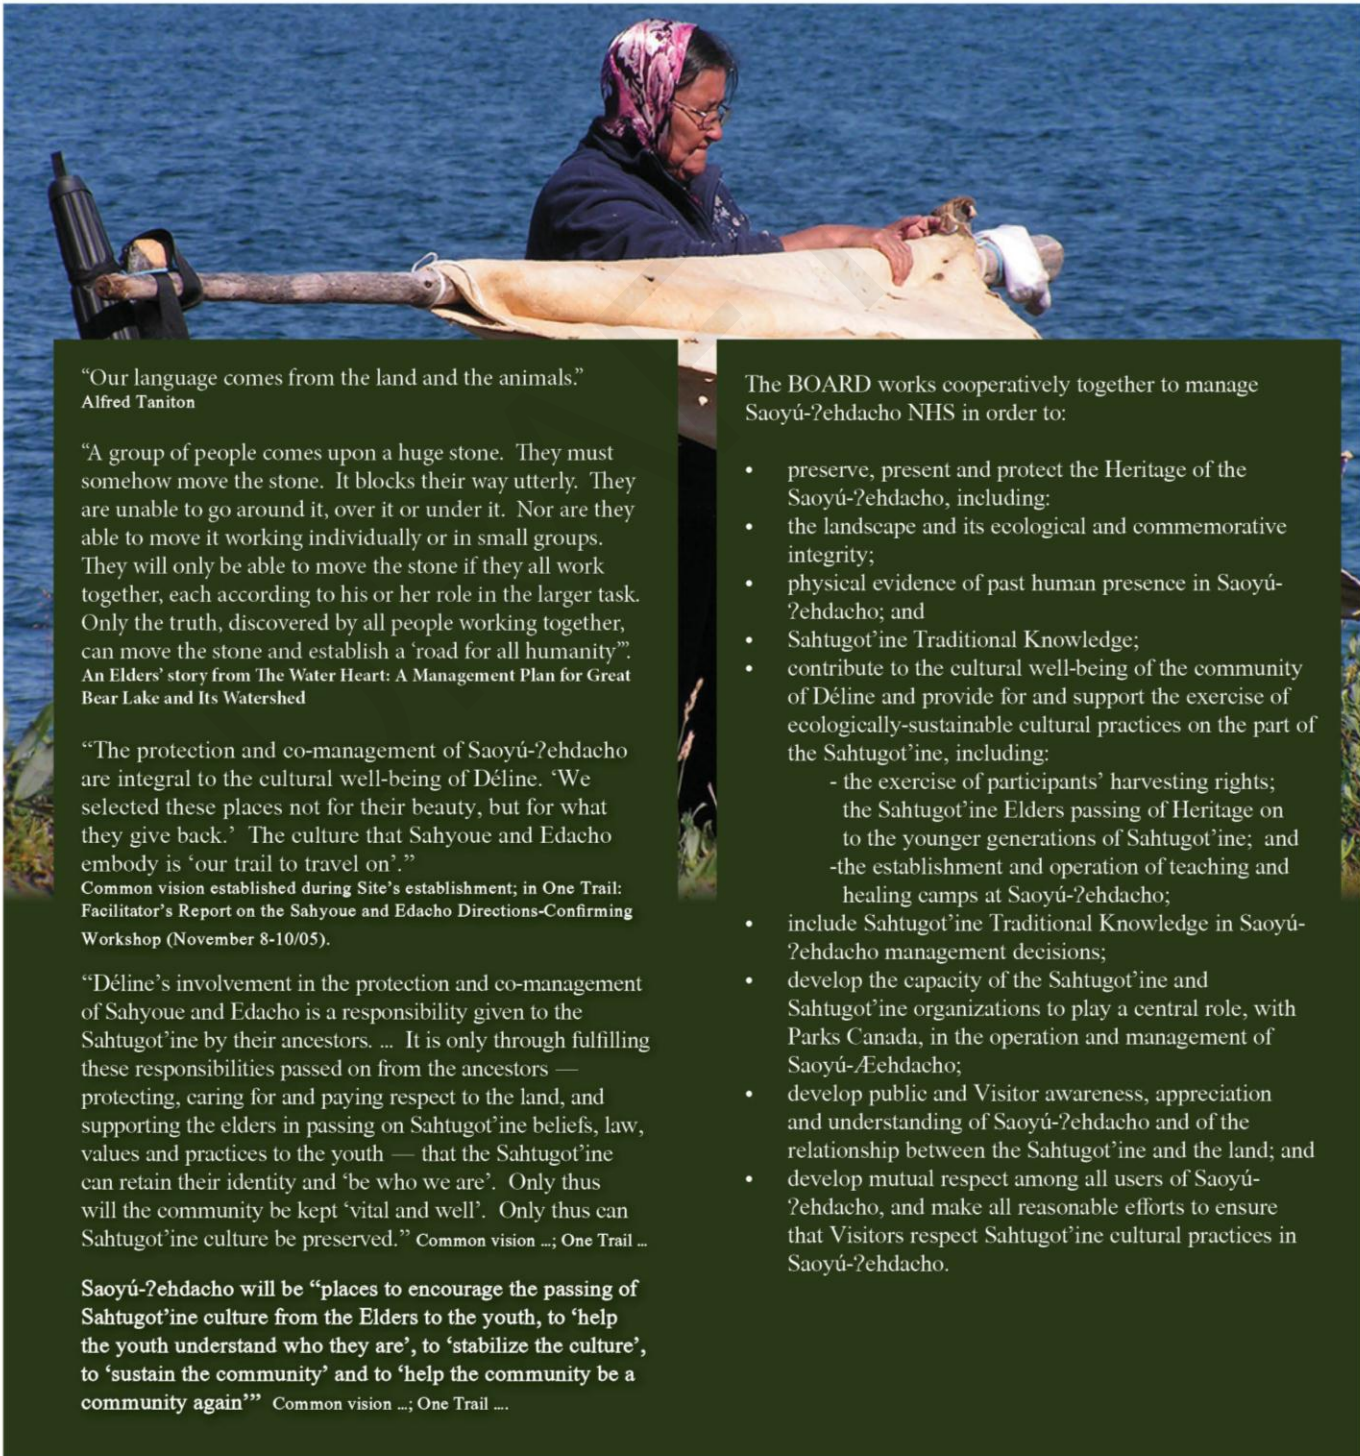 “Our language comes from the land and the animals.”
Alfred Taniton
“A group of people comes upon a huge stone.  They must
somehow move the stone.  It blocks their way utterly.  They
are unable to go around it, over it or under it.  Nor are they
able to move it working individually or in small groups.
They will only be able to move the stone if they all work
together, each according to his or her role in the larger task.
Only the truth, discovered by all people working together,
can move the stone and establish a ‘road for all humanity’”.
An Elders’ story from The Water Heart: A Management Plan for Great
Bear Lake and Its Watershed
“The protection and co-management of Saoyú-?ehdacho
are integral to the cultural well-being of Déline. ‘We
selected these places not for their beauty, but for what
they give back.’  The culture that Sahyoue and Edacho
embody is ‘our trail to travel on’.”
Common vision established during Site’s establishment; in One Trail:
Facilitator’s Report on the Sahyoue and Edacho Directions-Confirming
Workshop (November 8-10/05).
“Déline’s involvement in the protection and co-management
of Sahyoue and Edacho is a responsibility given to the
Sahtugot’ine by their ancestors. ...  It is only through fulfilling
these responsibilities passed on from the ancestors —
protecting, caring for and paying respect to the land, and
supporting the elders in passing on Sahtugot’ine beliefs, law,
values and practices to the youth — that the Sahtugot’ine
can retain their identity and ‘be who we are’.  Only thus
will the community be kept ‘vital and well’.  Only thus can
Sahtugot’ine culture be preserved.” Common vision ...; One Trail ...
Saoyú-?ehdacho will be “places to encourage the passing of
Sahtugot’ine culture from the Elders to the youth, to ‘help
the youth understand who they are’, to ‘stabilize the culture’,
to ‘sustain the community’ and to ‘help the community be a
community again’”  Common vision ...; One Trail ....
The BOARD works cooperatively together to manage
Saoyú-?ehdacho NHS in order to:
• preserve, present and protect the Heritage of the
Saoyú-?ehdacho, including:
• the landscape and its ecological and commemorative
integrity;
• physical evidence of past human presence in Saoyú-
?ehdacho; and
• Sahtugot’ine Traditional Knowledge;
• contribute to the cultural well-being of the community
of Déline and provide for and support the exercise of
ecologically-sustainable cultural practices on the part of
the Sahtugot’ine, including:
- the exercise of participants’ harvesting rights;
the Sahtugot’ine Elders passing of Heritage on
to the younger generations of Sahtugot’ine;  and
-the establishment and operation of teaching and
healing camps at Saoyú-?ehdacho;
• include Sahtugot’ine Traditional Knowledge in Saoyú-
?ehdacho management decisions;
• develop the capacity of the Sahtugot’ine and
Sahtugot’ine organizations to play a central role, with
Parks Canada, in the operation and management of
Saoyú-Æehdacho;
• develop public and Visitor awareness, appreciation
and understanding of Saoyú-?ehdacho and of the
relationship between the Sahtugot’ine and the land; and
• develop mutual respect among all users of Saoyú-
?ehdacho, and make all reasonable efforts to ensure
that Visitors respect Sahtugot’ine cultural practices in
Saoyú-?ehdacho.